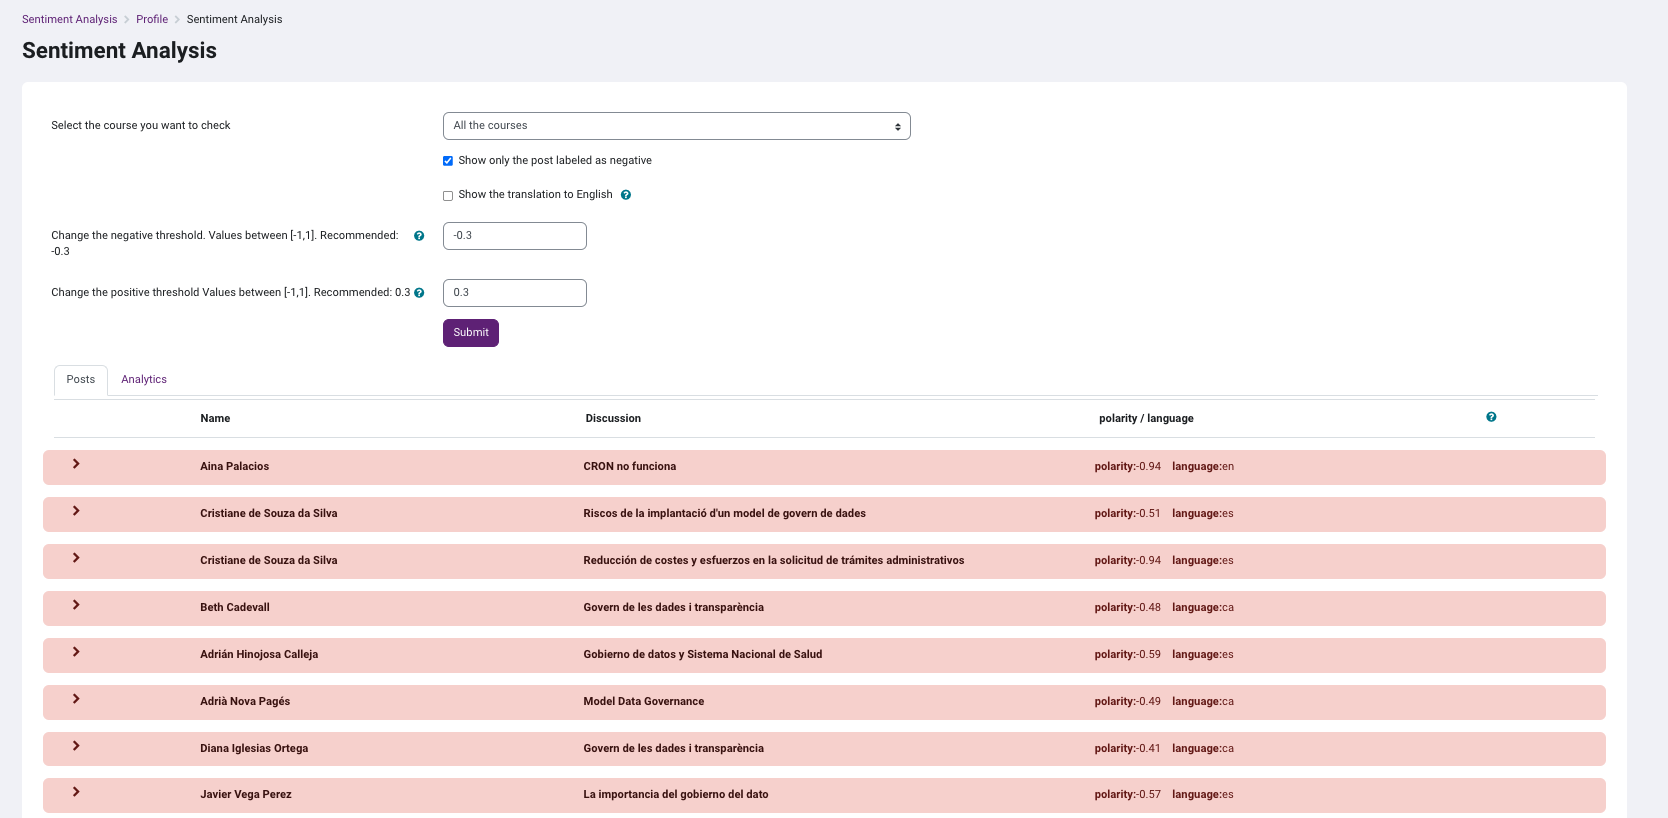 Sentiment Analysis > Profile > Sentiment Analysis
Sentiment Analysis
Select the course you want to check
All the courses
Show only the post labeled as negative
Show the translation to English ?
Change the negative threshold. Values between [-1,1]. Recommended: ?
-0.3
-0.3
Change the positive threshold Values between [-1,1]. Recommended: 0.3 ?
0.3
Submit
Posts Analytics
Name Discussion polarity / language ?
Aina Palacios CRON no funciona polarity:-0.94 language:en
Cristiane de Souza da Silva Riscos de la implantació d'un model de govern de dades polarity:-0.51 language:es
Cristiane de Souza da Silva Reducción de costes y esfuerzos en la solicitud de trámites administrativos polarity:-0.94 language:es
Beth Cadevall Govern de les dades i transparència polarity:-0.48 language:ca
Adrián Hinojosa Calleja Gobierno de datos y Sistema Nacional de Salud polarity:-0.59 language:es
Adrià Nova Pagés Model Data Governance polarity:-0.49 language:ca
Diana Iglesias Ortega Govern de les dades i transparència polarity:-0.41 language:ca
Javier Vega Perez La importancia del gobierno del dato polarity:-0.57 language:es